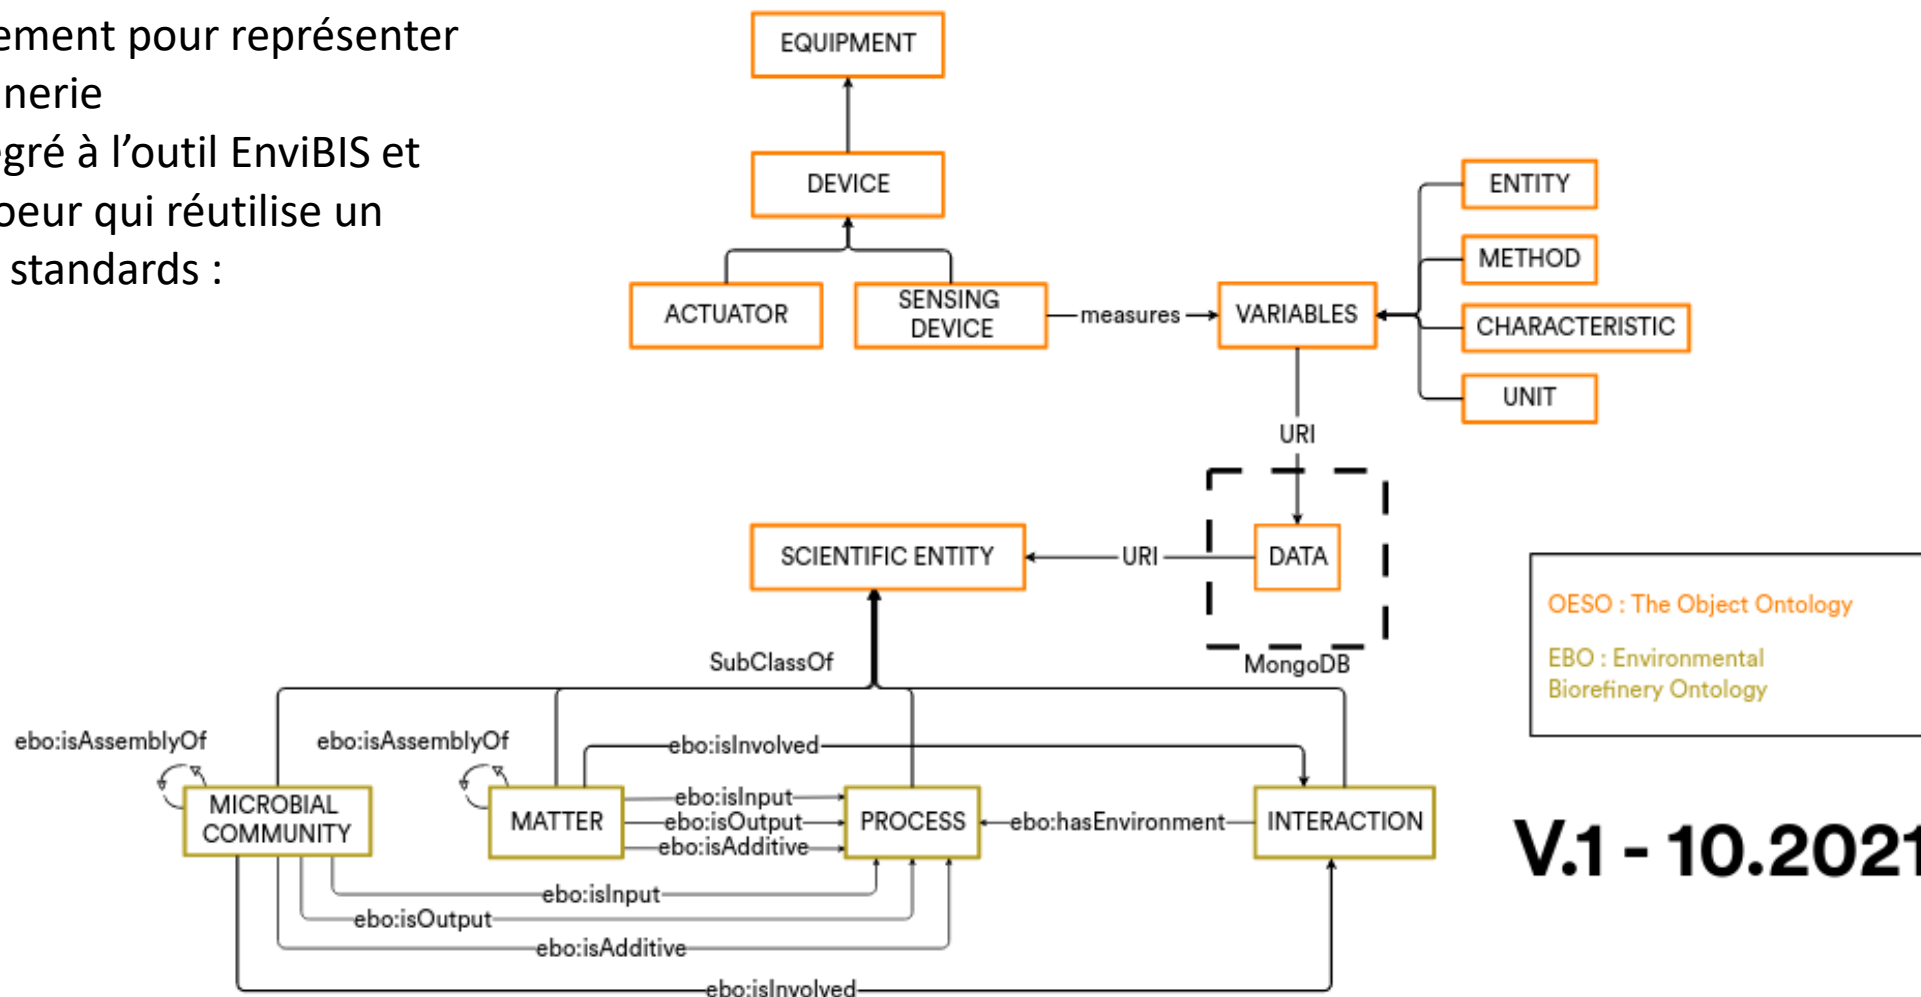 ement pour représenter
nerie
egré à l'outil EnviBIS et
oeur qui réutilise un
standards :
EQUIPMENT
DEVICE
ACTUATOR
SENSING
DEVICE
measures
VARIABLES
ENTITY
METHOD
CHARACTERISTIC
UNIT
URI
SCIENTIFIC ENTITY
URI
DATA
MongoDB
SubClassOf
OESO : The Object Ontology
EBO : Environmental
Biorefinery Ontology
ebo:isAssemblyOf
ebo:isAssemblyOf
ebo:isInvolved
MICROBIAL
COMMUNITY
MATTER
ebo:isInput
ebo:isOutput
ebo:isAdditive
PROCESS
ebo:hasEnvironment
INTERACTION
ebo:isInput
ebo:isOutput
ebo:isAdditive
ebo:isInvolved
V.1 - 10.2021